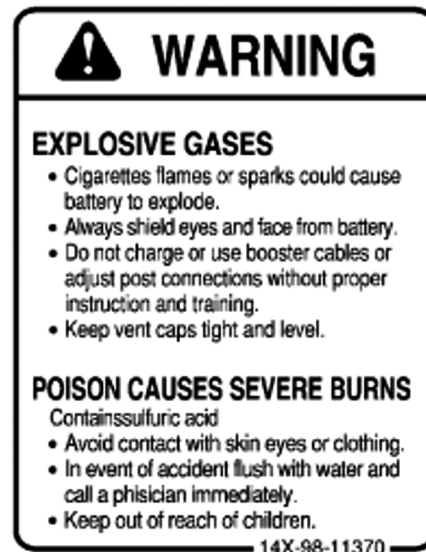 WARNING
EXPLOSIVE GASES
• Cigarettes flames or sparks could cause
battery to explode.
• Always shield eyes and face from battery.
• Do not charge or use booster cables or
adjust post connections without proper
instruction and training.
• Keep vent caps tight and level.
POISON CAUSES SEVERE BURNS
Containssulfuric acid
• Avoid contact with skin eyes or clothing.
• In event of accident flush with water and
call a phisician immediately.
• Keep out of reach of children.
14X-98-11370